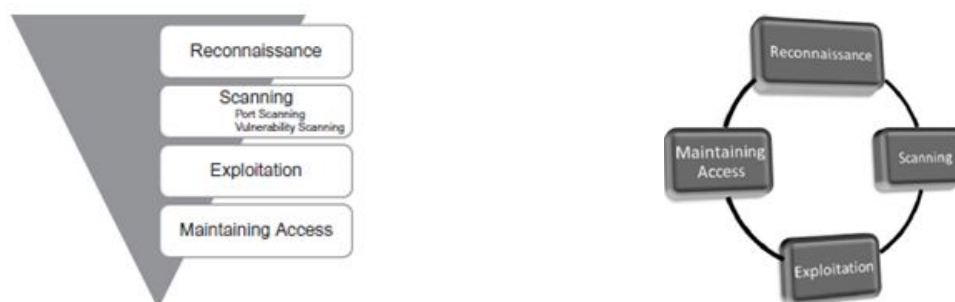 Reconnaissance
Scanning
Port Scanning
Vulnerability Scanning
Exploitation
Maintaining Access
Reconnaissance
Maintaining
Access
Scanning
Exploitation